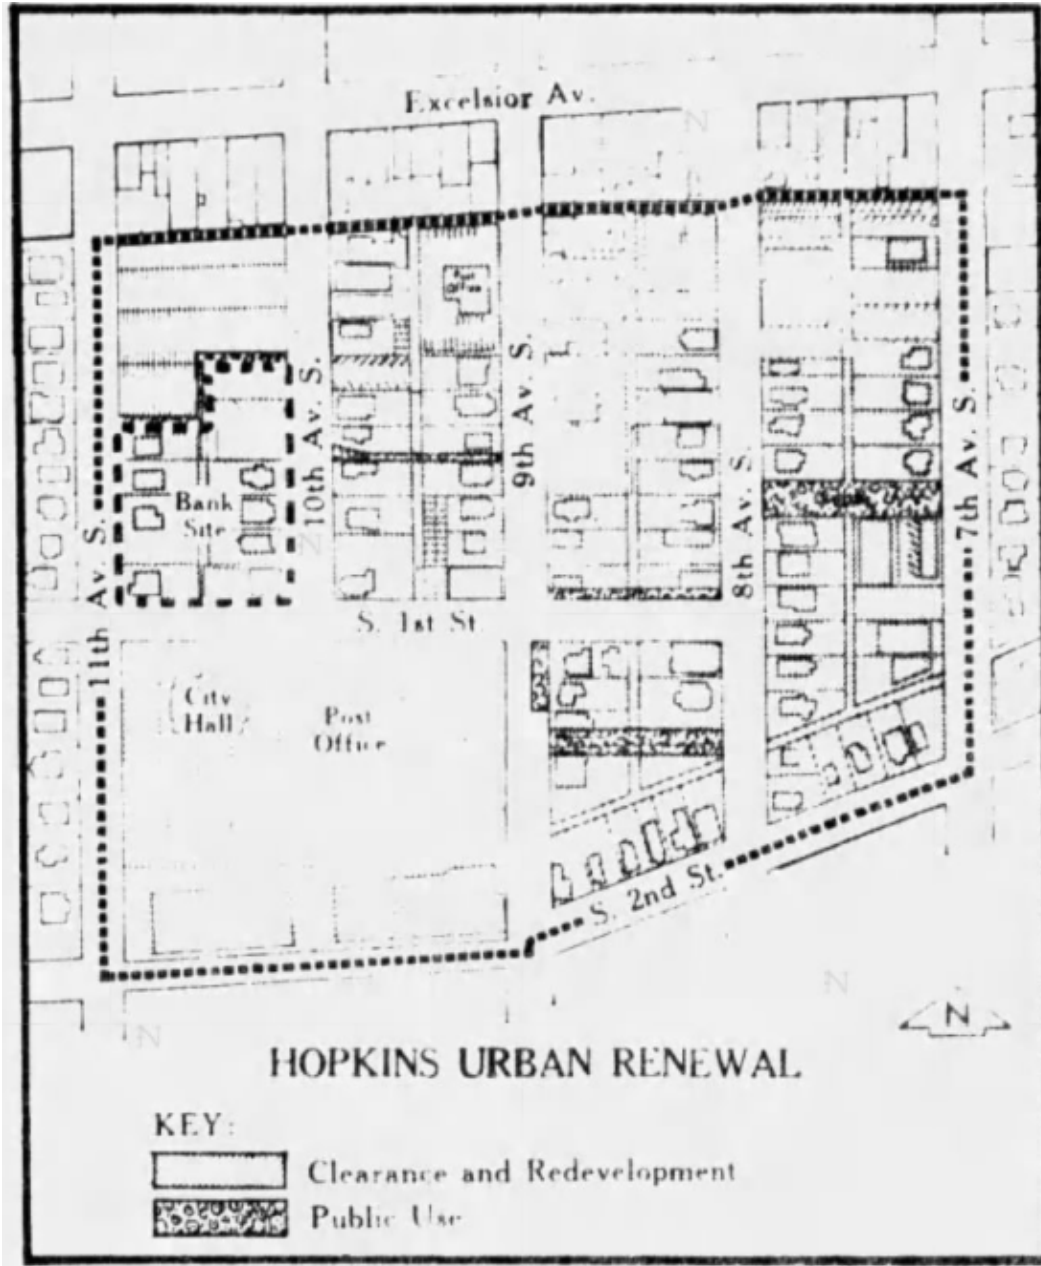 Excelsior Av.
Post
Office
11th Av. S.
10th Av. S.
9th Av. S.
8th Av. S.
7th Av. S.
Bank
Site
S. 1st St.
City
Hall
Post
Office
S. 2nd St.
N
HOPKINS URBAN RENEWAL
KEY:
Clearance and Redevelopment
Public Use